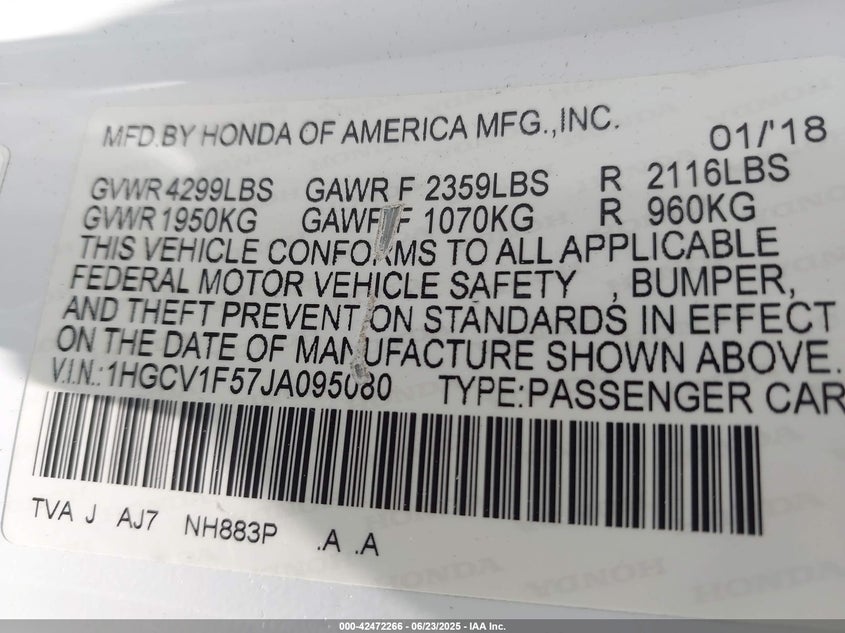 MFD.BY HONDA OF AMERICA MFG.,INC. 01/'18
GVWR 4299LBS GAWR F 2359LBS R 2116LBS
GVWR 1950KG GAWR F 1070KG R 960KG
THIS VEHICLE CONFORMS TO ALL APPLICABLE
FEDERAL MOTOR VEHICLE SAFETY , BUMPER,
AND THEFT PREVENTION STANDARDS IN EFFECT
ON THE DATE OF MANUFACTURE SHOWN ABOVE.
V.I.N.:1HGCV1F57JA095080 TYPE:PASSENGER CAR
TVA J AJ7 NH883P .A .A
HONDA HONDA HONDA
000-42472266 - 06/23/2025 - IAA Inc.